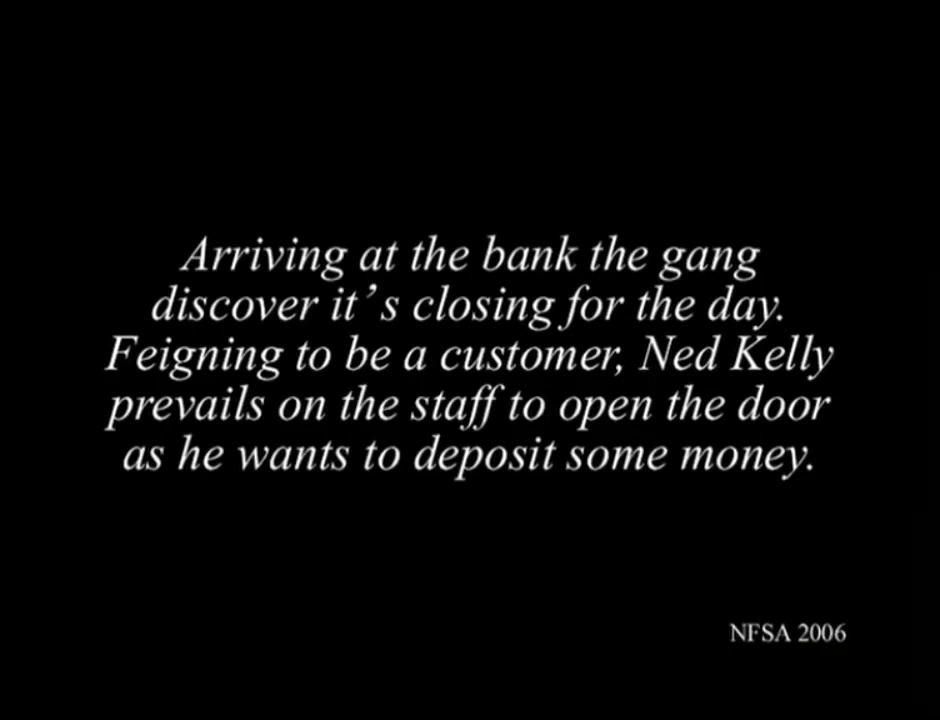 Arriving at the bank the gang
discover it’s closing for the day.
Feigning to be a customer, Ned Kelly
prevails on the staff to open the door
as he wants to deposit some money.
NFSA 2006